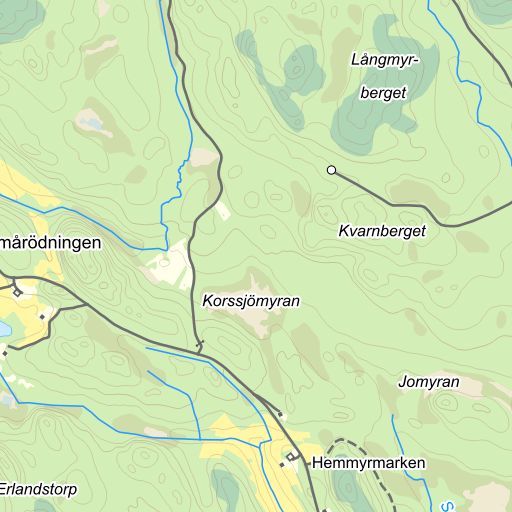 Långmyr-
berget
Kvarnberget
mårödningen
Korssjömyran
Jomyran
Hemmyrmarken
Erlandstorp
S